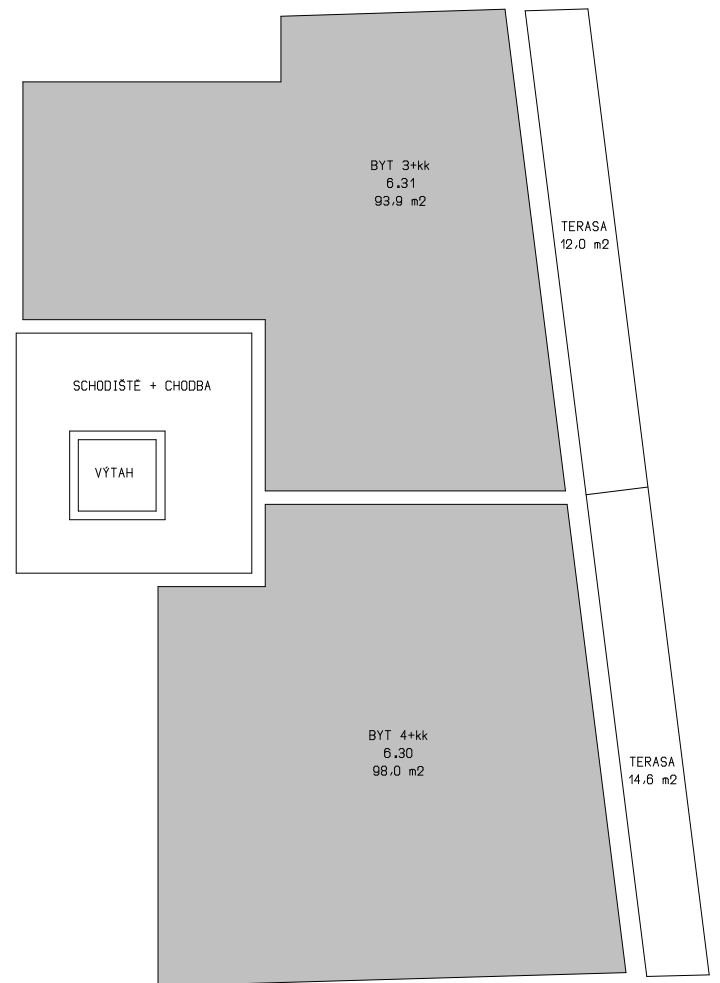 BYT 3+kk
6.31
93,9 m2
TERASA
12,0 m2
SCHODIŠTĚ + CHODBA
VÝTAH
BYT 4+kk
6.30
98,0 m2
TERASA
14,6 m2